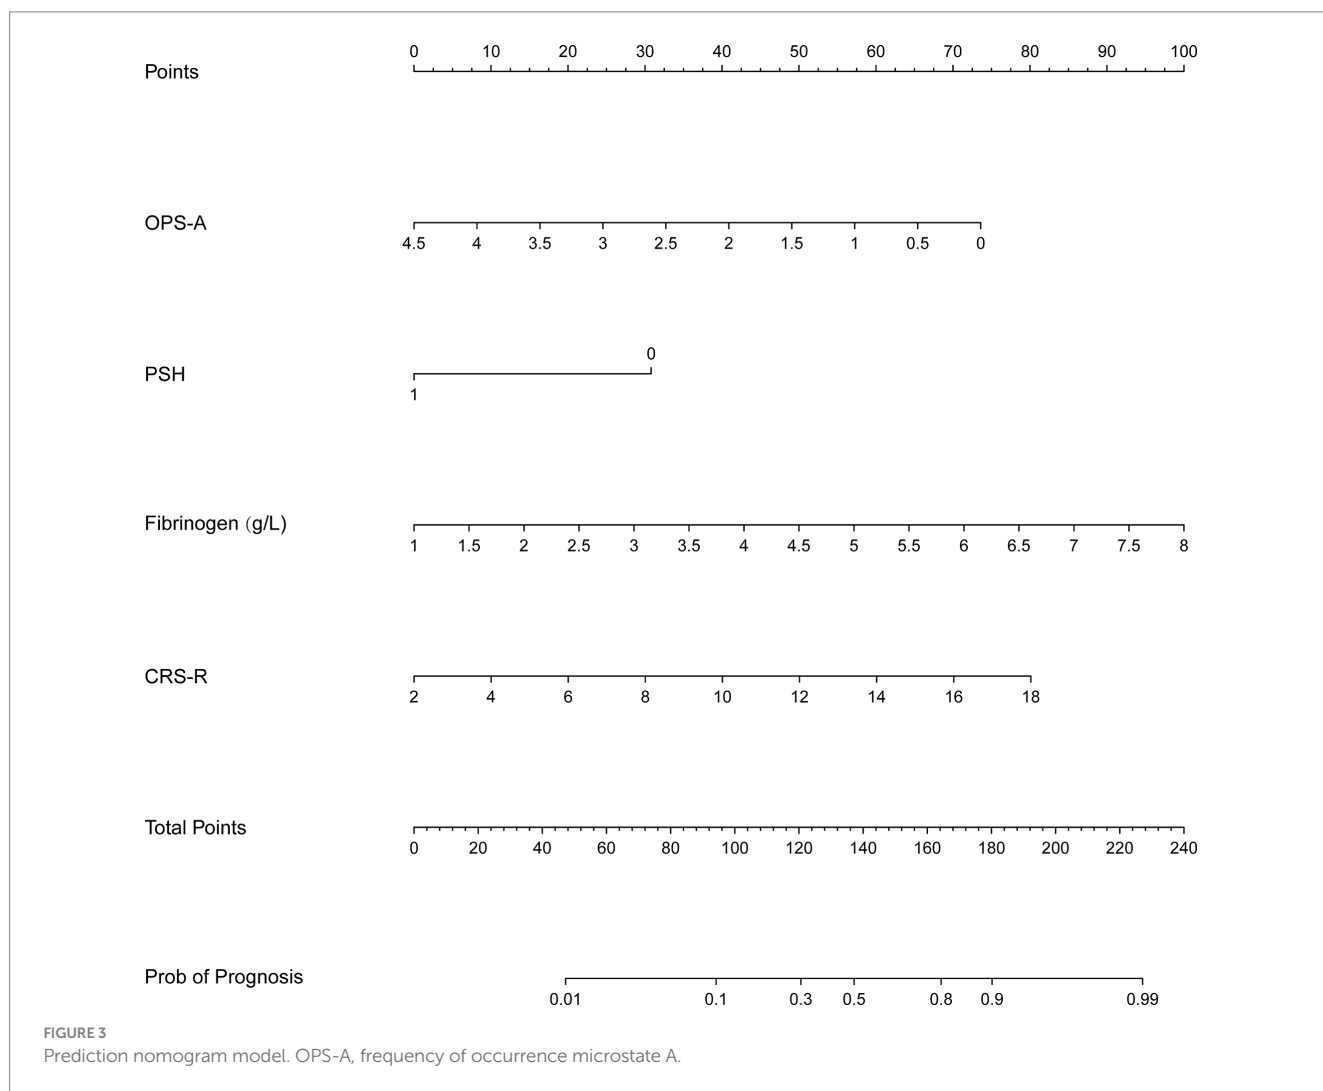 0 10 20 30 40 50 60 70 80 90 100
Points
OPS-A
4.5 4 3.5 3 2.5 2 1.5 1 0.5 0
0
PSH
1
Fibrinogen (g/L)
1 1.5 2 2.5 3 3.5 4 4.5 5 5.5 6 6.5 7 7.5 8
CRS-R
2 4 6 8 10 12 14 16 18
Total Points
0 20 40 60 80 100 120 140 160 180 200 220 240
Prob of Prognosis
0.01 0.1 0.3 0.5 0.8 0.9 0.99
FIGURE 3
Prediction nomogram model. OPS-A, frequency of occurrence microstate A.